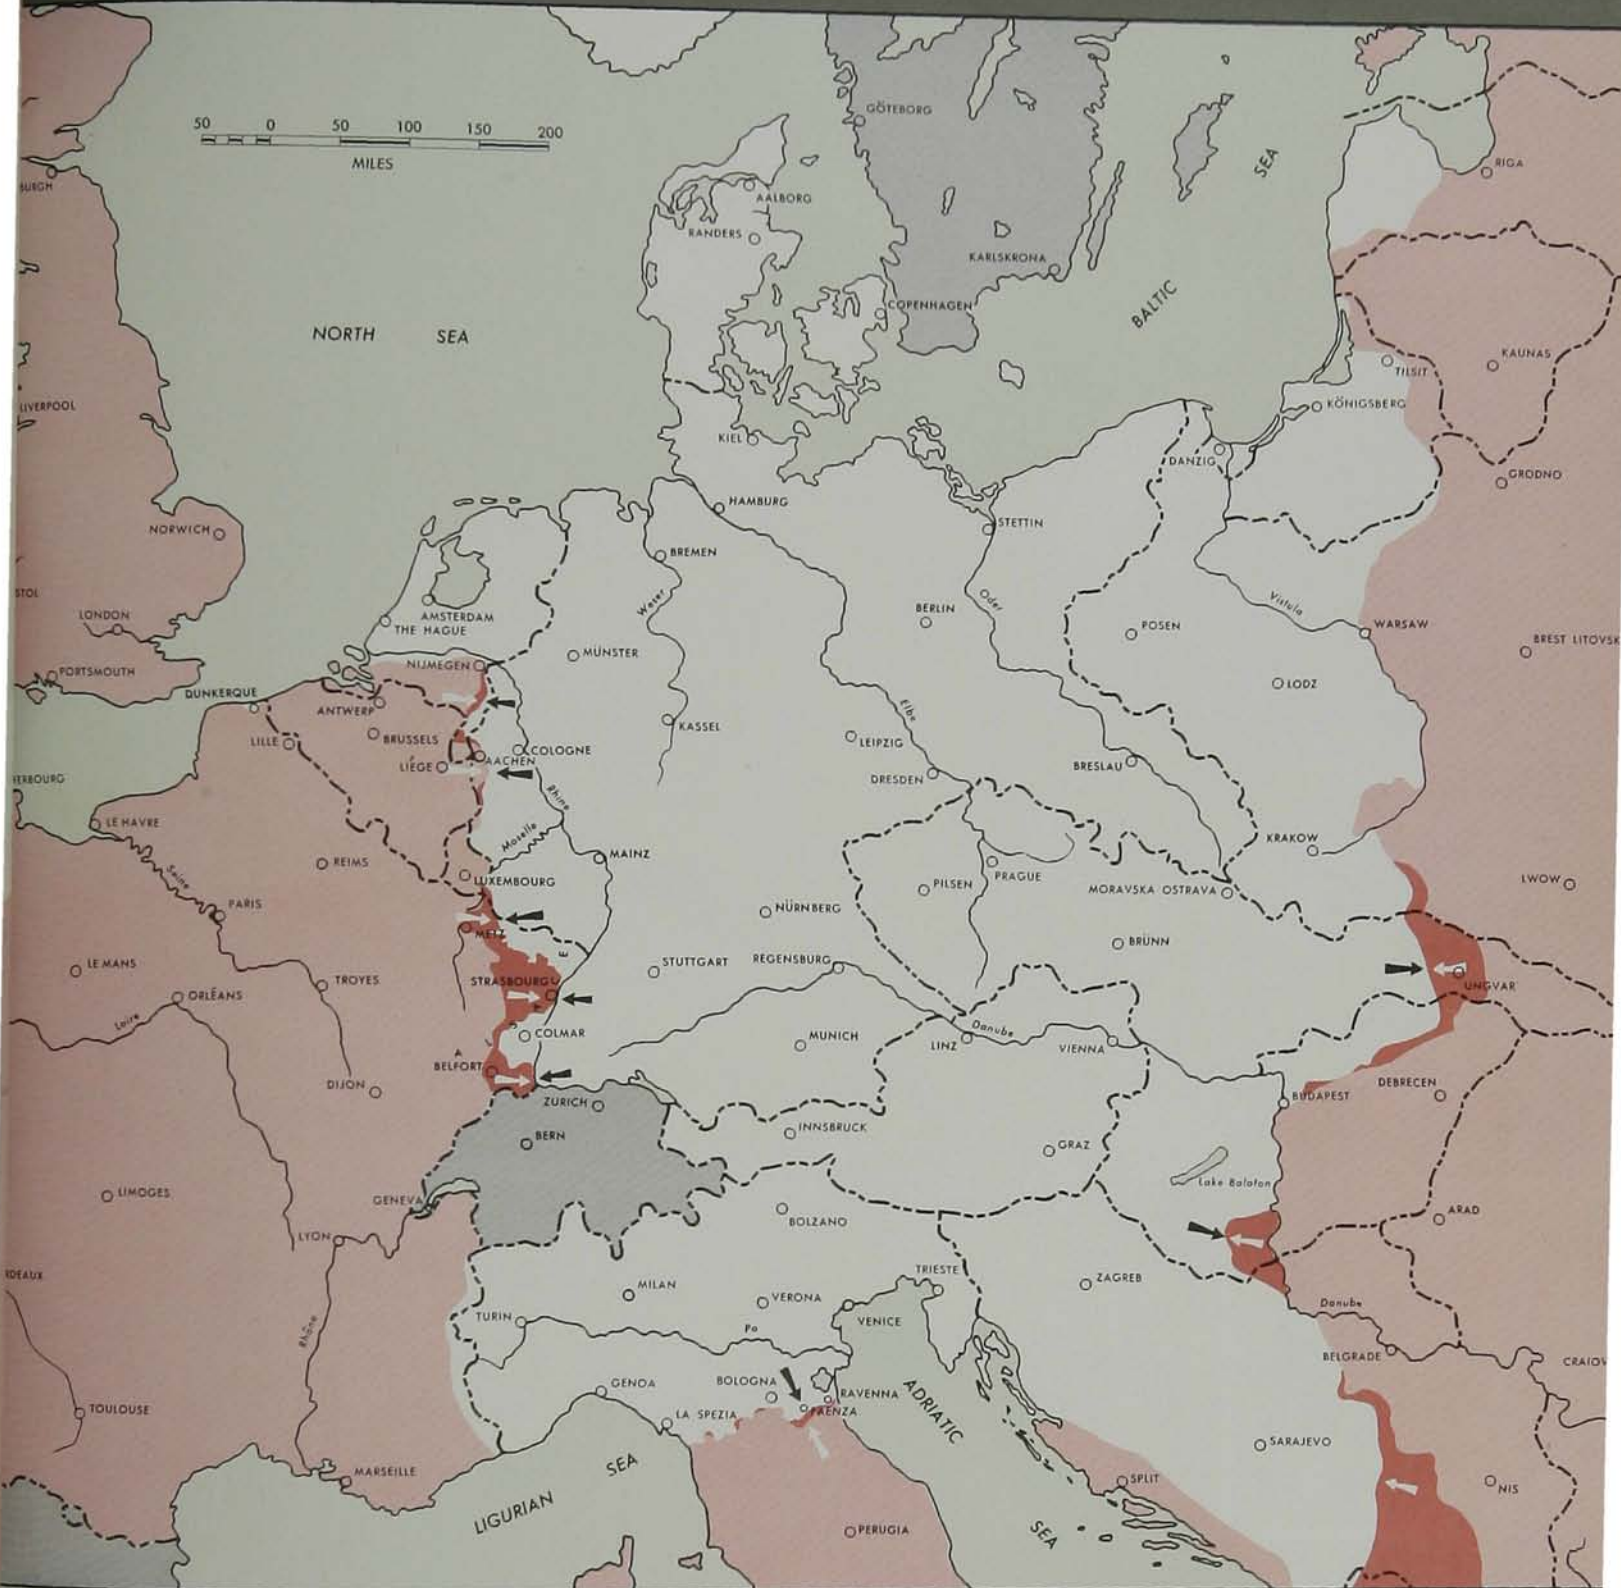 GÖTEBORG
50 0 50 100 150 200
MILES
SEA
RIGA
BURGH
AALBORG
RANDERS
KARLSKRONA
COPENHAGEN
BALTIC
NORTH SEA
KAUNAS
TILSIT
LIVERPOOL
KÖNIGSBERG
KIEL
DANZIG
GRODNO
HAMBURG
STETTIN
NORWICH
BREMEN
STOL
Weser
BERLIN
Oder
Vistula
LONDON
AMSTERDAM
THE HAGUE
POSEN
WARSAW
BREST LITOVSK
MÜNSTER
NIJMEGEN
PORTSMOUTH
DUNKERQUE
LODZ
ANTWERP
Elbe
KASSEL
LILLE
BRUSSELS
COLOGNE
LEIPZIG
LIÉGE
AACHEN
BRESLAU
HERBOURG
DRESDEN
Rhine
LE HAVRE
Moselle
KRAKOW
REIMS
MAINZ
Seine
LUXEMBOURG
PILSEN
PRAGUE
MORAVSKA OSTRAVA
LWOW
PARIS
NÜRNBERG
METZ
BRÜNN
LE MANS
STUTTGART
REGENSBURG
E
TROYES
STRASBOURG
UNGVAR
ORLÉANS
Loire
S
COLMAR
MUNICH
LINZ
Danube
VIENNA
L
A
BELFORT
DIJON
ZURICH
BUDAPEST
DEBRECEN
BERN
INNSBRUCK
GRAZ
Lake Balaton
LIMOGES
GENEVA
BOLZANO
ARAD
LYON
RDEAUX
TRIESTE
ZAGREB
MILAN
VERONA
Rhône
TURIN
VENICE
Po
Danube
BELGRADE
CRAIOV
GENOA
BOLOGNA
RAVENNA
FAENZA
ADRIATIC
TOULOUSE
LA SPEZIA
SARAJEVO
MARSEILLE
SEA
SPLIT
NIS
LIGURIAN
PERUGIA
SEA